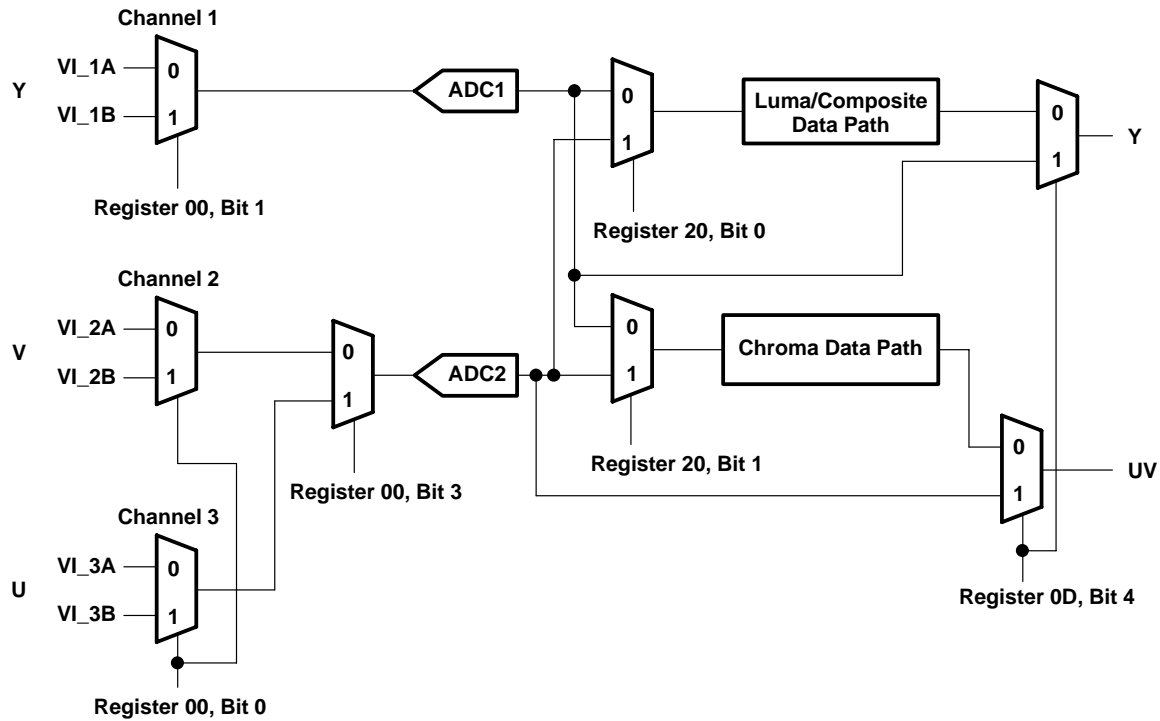 Channel 1
Y
VI_1A
VI_1B
0
1
Register 00, Bit 1
ADC1
0
1
Register 20, Bit 0
Luma/Composite
Data Path
0
1
Y
Channel 2
V
VI_2A
VI_2B
0
1
0
1
Register 00, Bit 3
ADC2
0
1
Register 20, Bit 1
Chroma Data Path
0
1
UV
Register 0D, Bit 4
Channel 3
U
VI_3A
VI_3B
0
1
Register 00, Bit 0